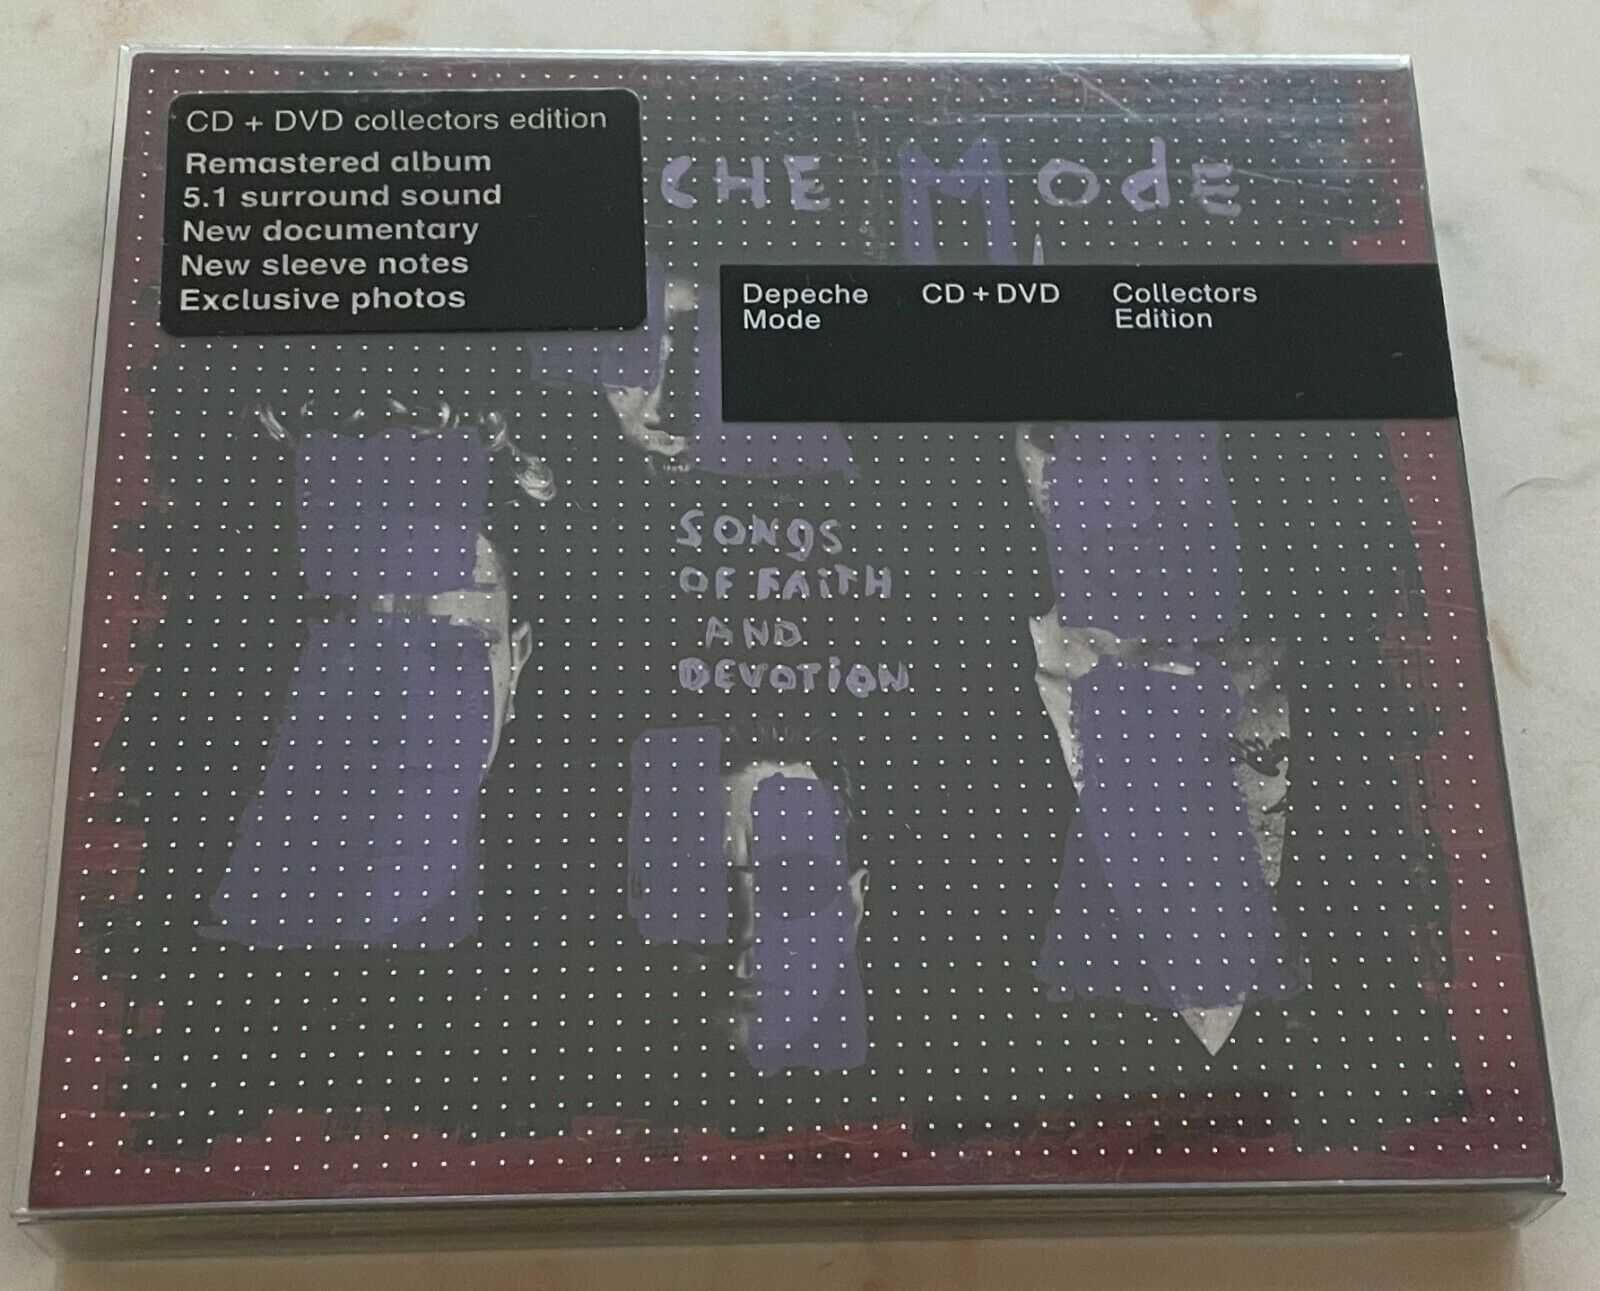 CD + DVD collectors edition
Remastered album
5.1 surround sound
New documentary
New sleeve notes
Exclusive photos
CHE MOdE
Depeche Mode
CD + DVD
Collectors Edition
SONgS
OF FAiTH
AND
DEVOTiON